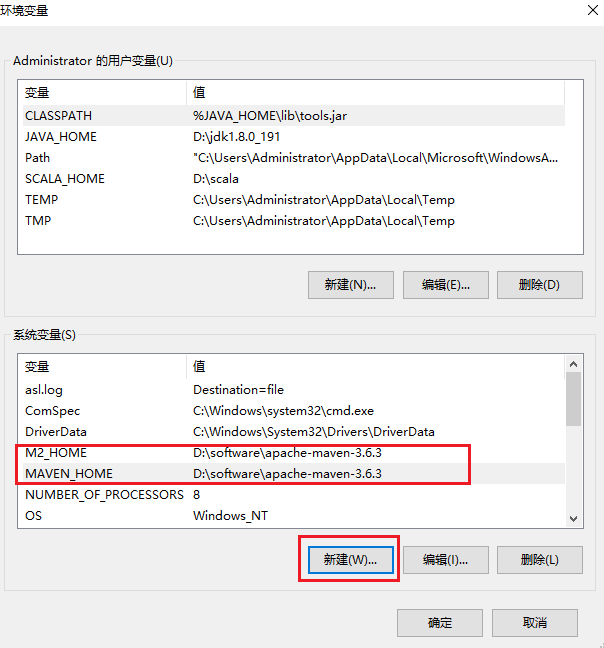 环境变量
Administrator 的用户变量(U)
变量 值
CLASSPATH %JAVA_HOME\lib\tools.jar
JAVA_HOME D:\jdk1.8.0_191
Path "C:\Users\Administrator\AppData\Local\Microsoft\WindowsA...
SCALA_HOME D:\scala
TEMP C:\Users\Administrator\AppData\Local\Temp
TMP C:\Users\Administrator\AppData\Local\Temp
新建(N)... 编辑(E)... 删除(D)
系统变量(S)
变量 值
asl.log Destination=file
ComSpec C:\Windows\system32\cmd.exe
DriverData C:\Windows\System32\Drivers\DriverData
M2_HOME D:\software\apache-maven-3.6.3
MAVEN_HOME D:\software\apache-maven-3.6.3
NUMBER_OF_PROCESSORS 8
OS Windows_NT
新建(W)... 编辑(I)... 删除(L)
确定 取消